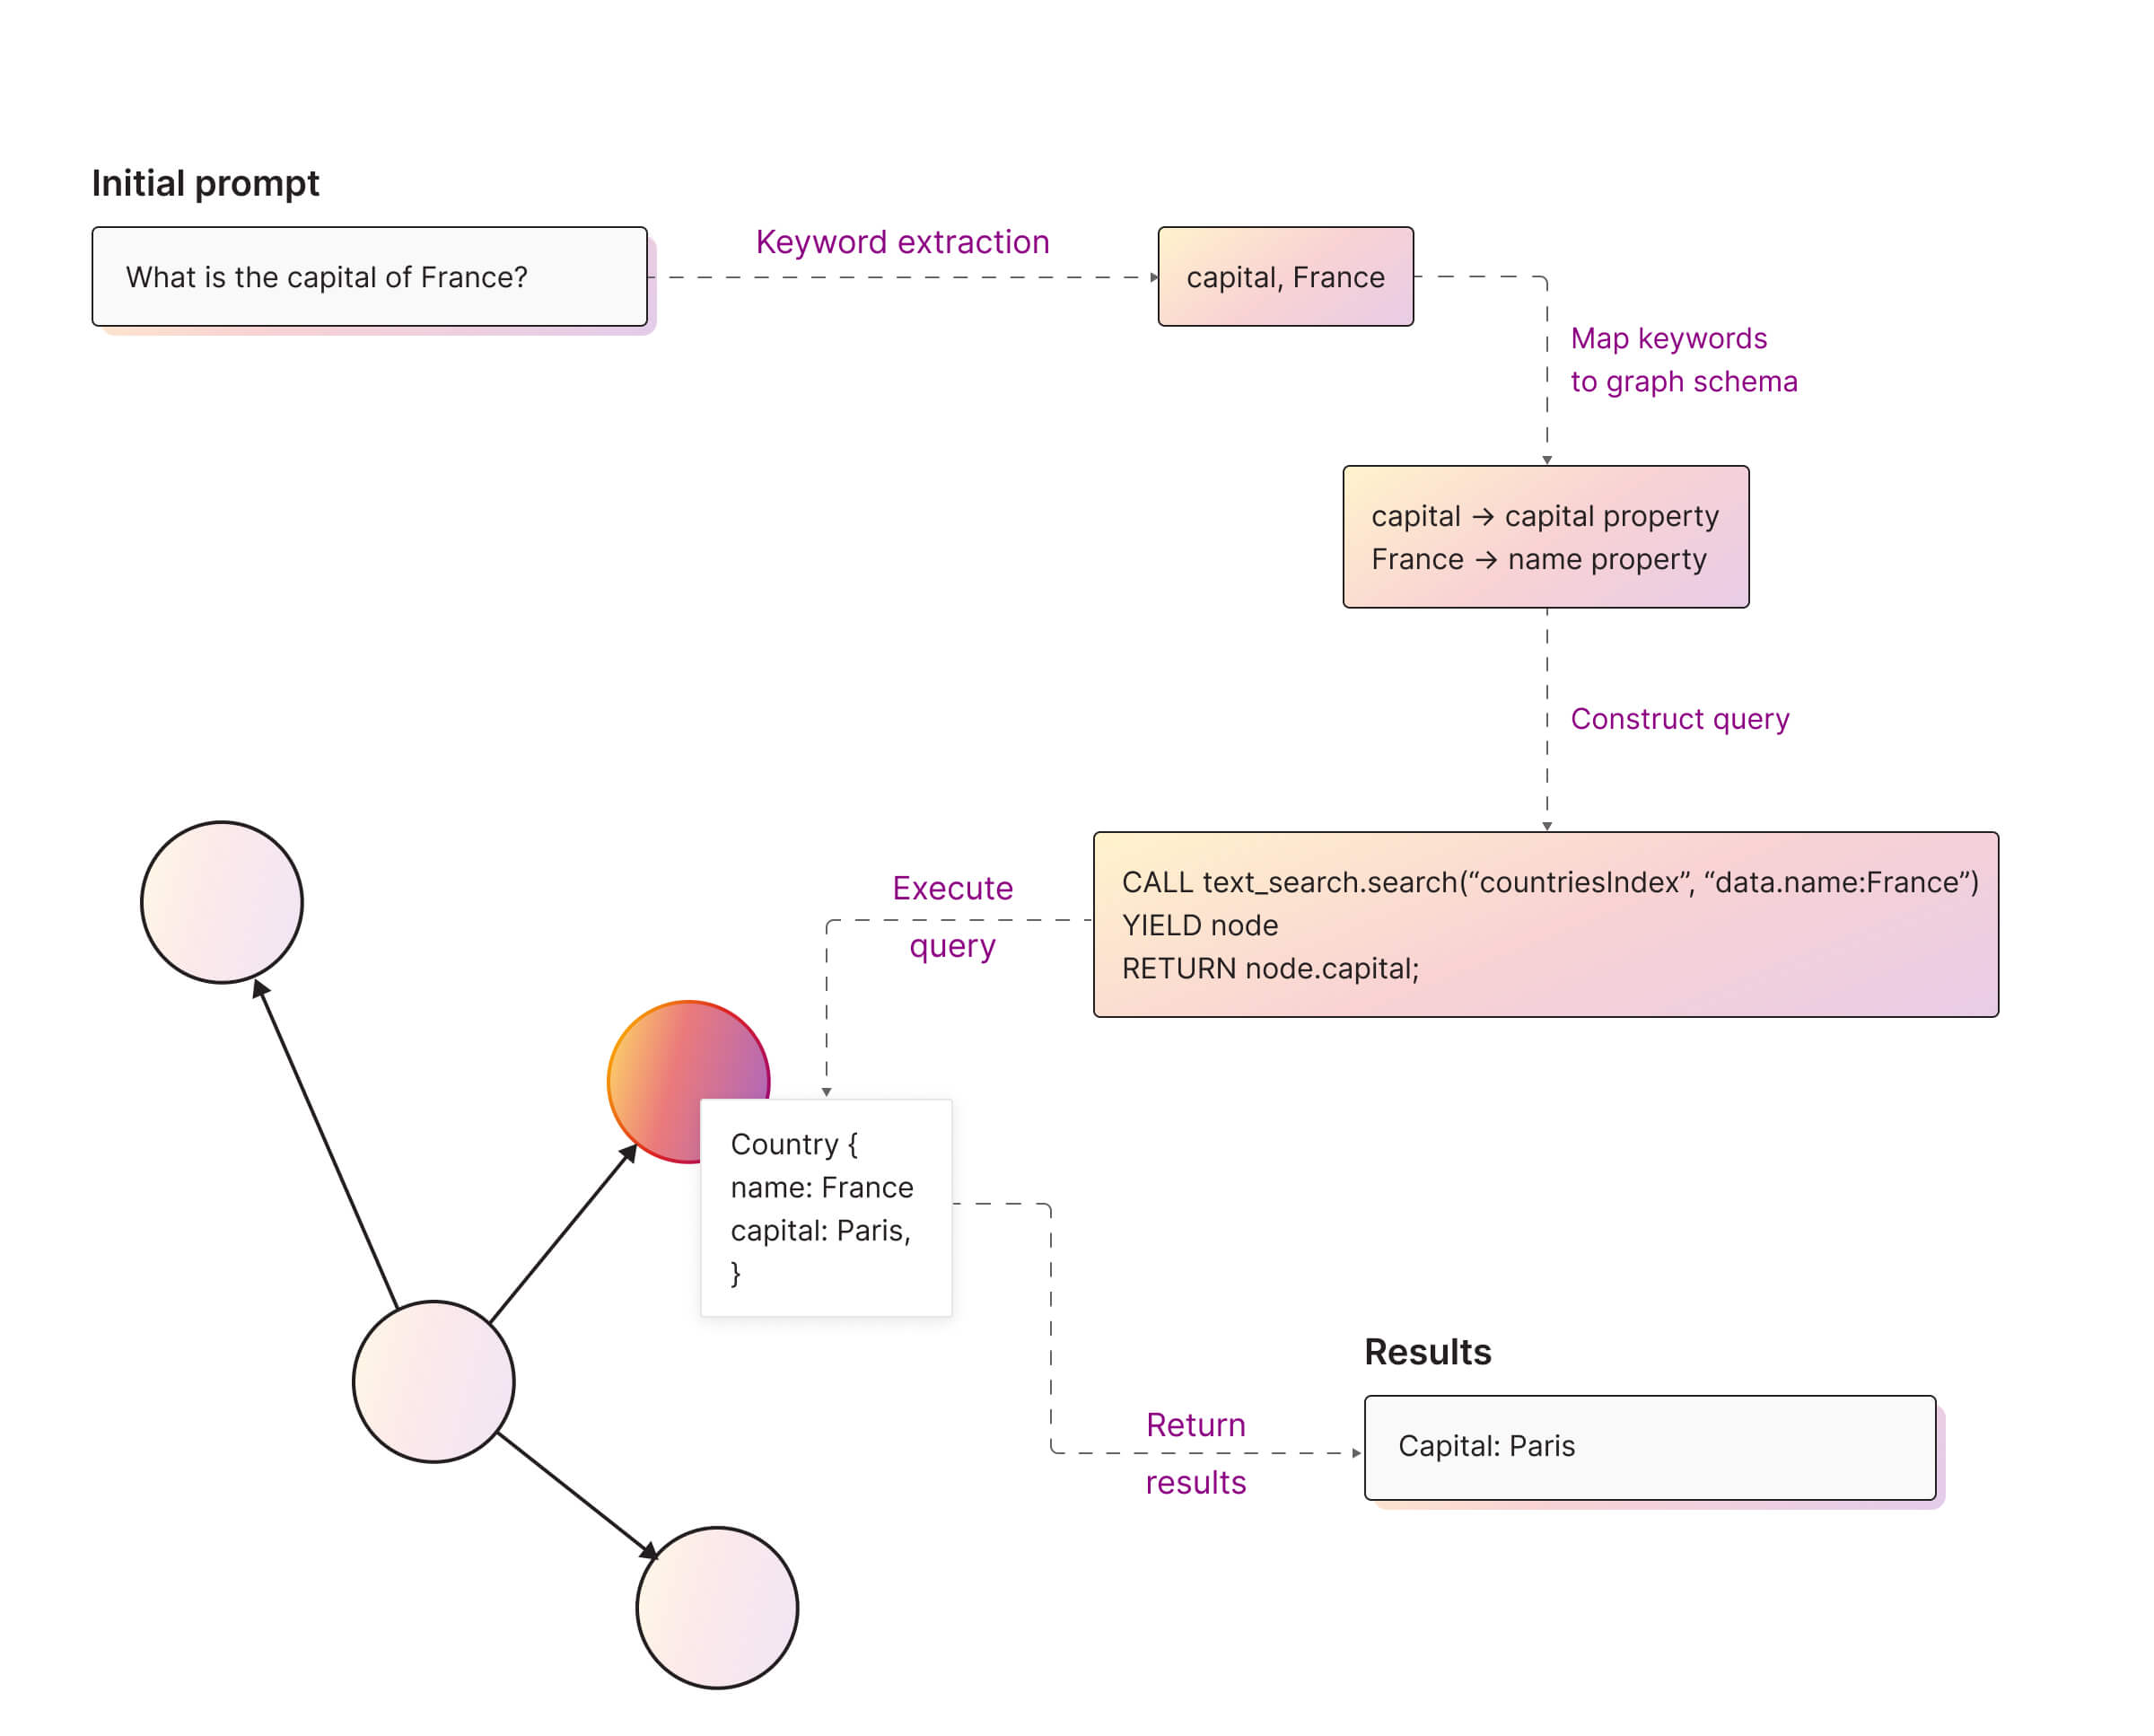 Initial prompt
What is the capital of France?
Keyword extraction
capital, France
Map keywords
to graph schema
capital → capital property
France → name property
Construct query
CALL text_search.search(“countriesIndex”, “data.name:France”)
YIELD node
RETURN node.capital;
Execute
query
Country {
name: France
capital: Paris,
}
Return
results
Results
Capital: Paris